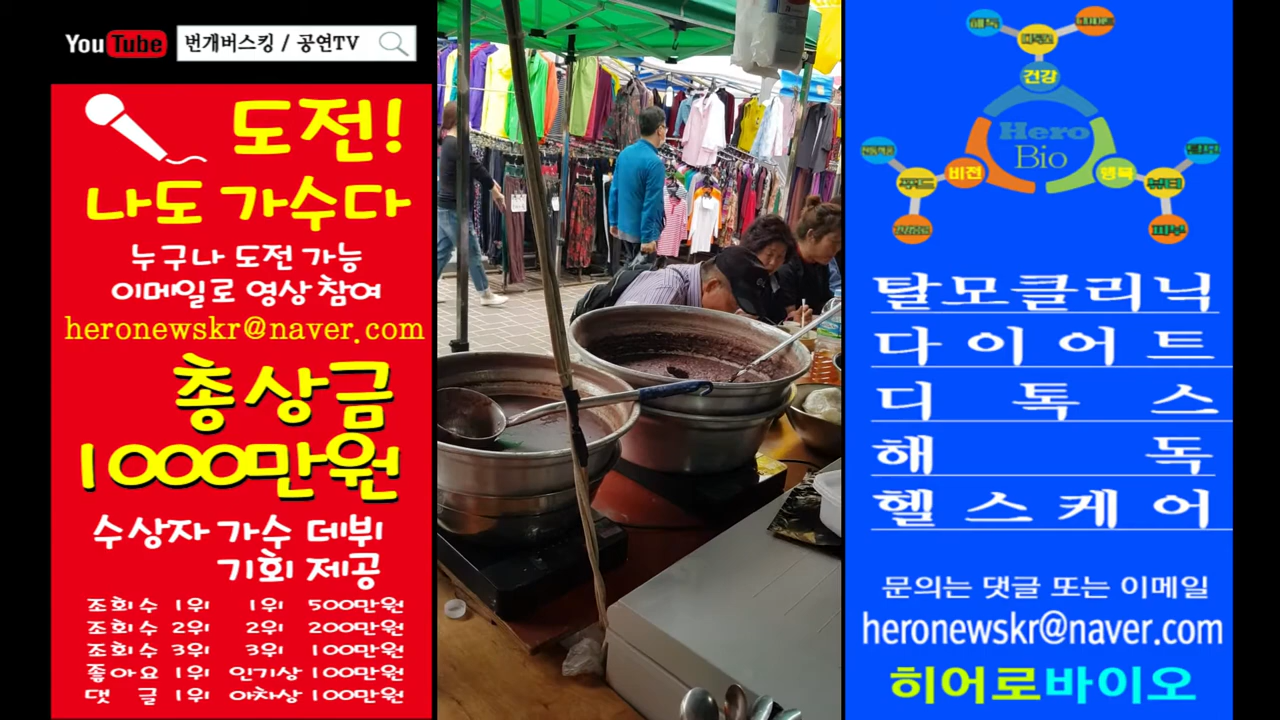 YouTube 번개버스킹 / 공연TV
도전!
나도 가수다
누구나 도전 가능
이메일로 영상 참여
heronewskr@naver.com
총상금
1000만원
수상자 가수 데뷔
기회 제공
조회수 1위 1위 500만원
조회수 2위 2위 200만원
조회수 3위 3위 100만원
좋아요 1위 인기상 100만원
댓글 1위 아차상 100만원
해독
건강
Hero
Bio
비전
행복
푸드
뷰티
피부
탈모클리닉
다이어트
디톡스
해독
헬스케어
문의는 댓글 또는 이메일
heronewskr@naver.com
히어로바이오